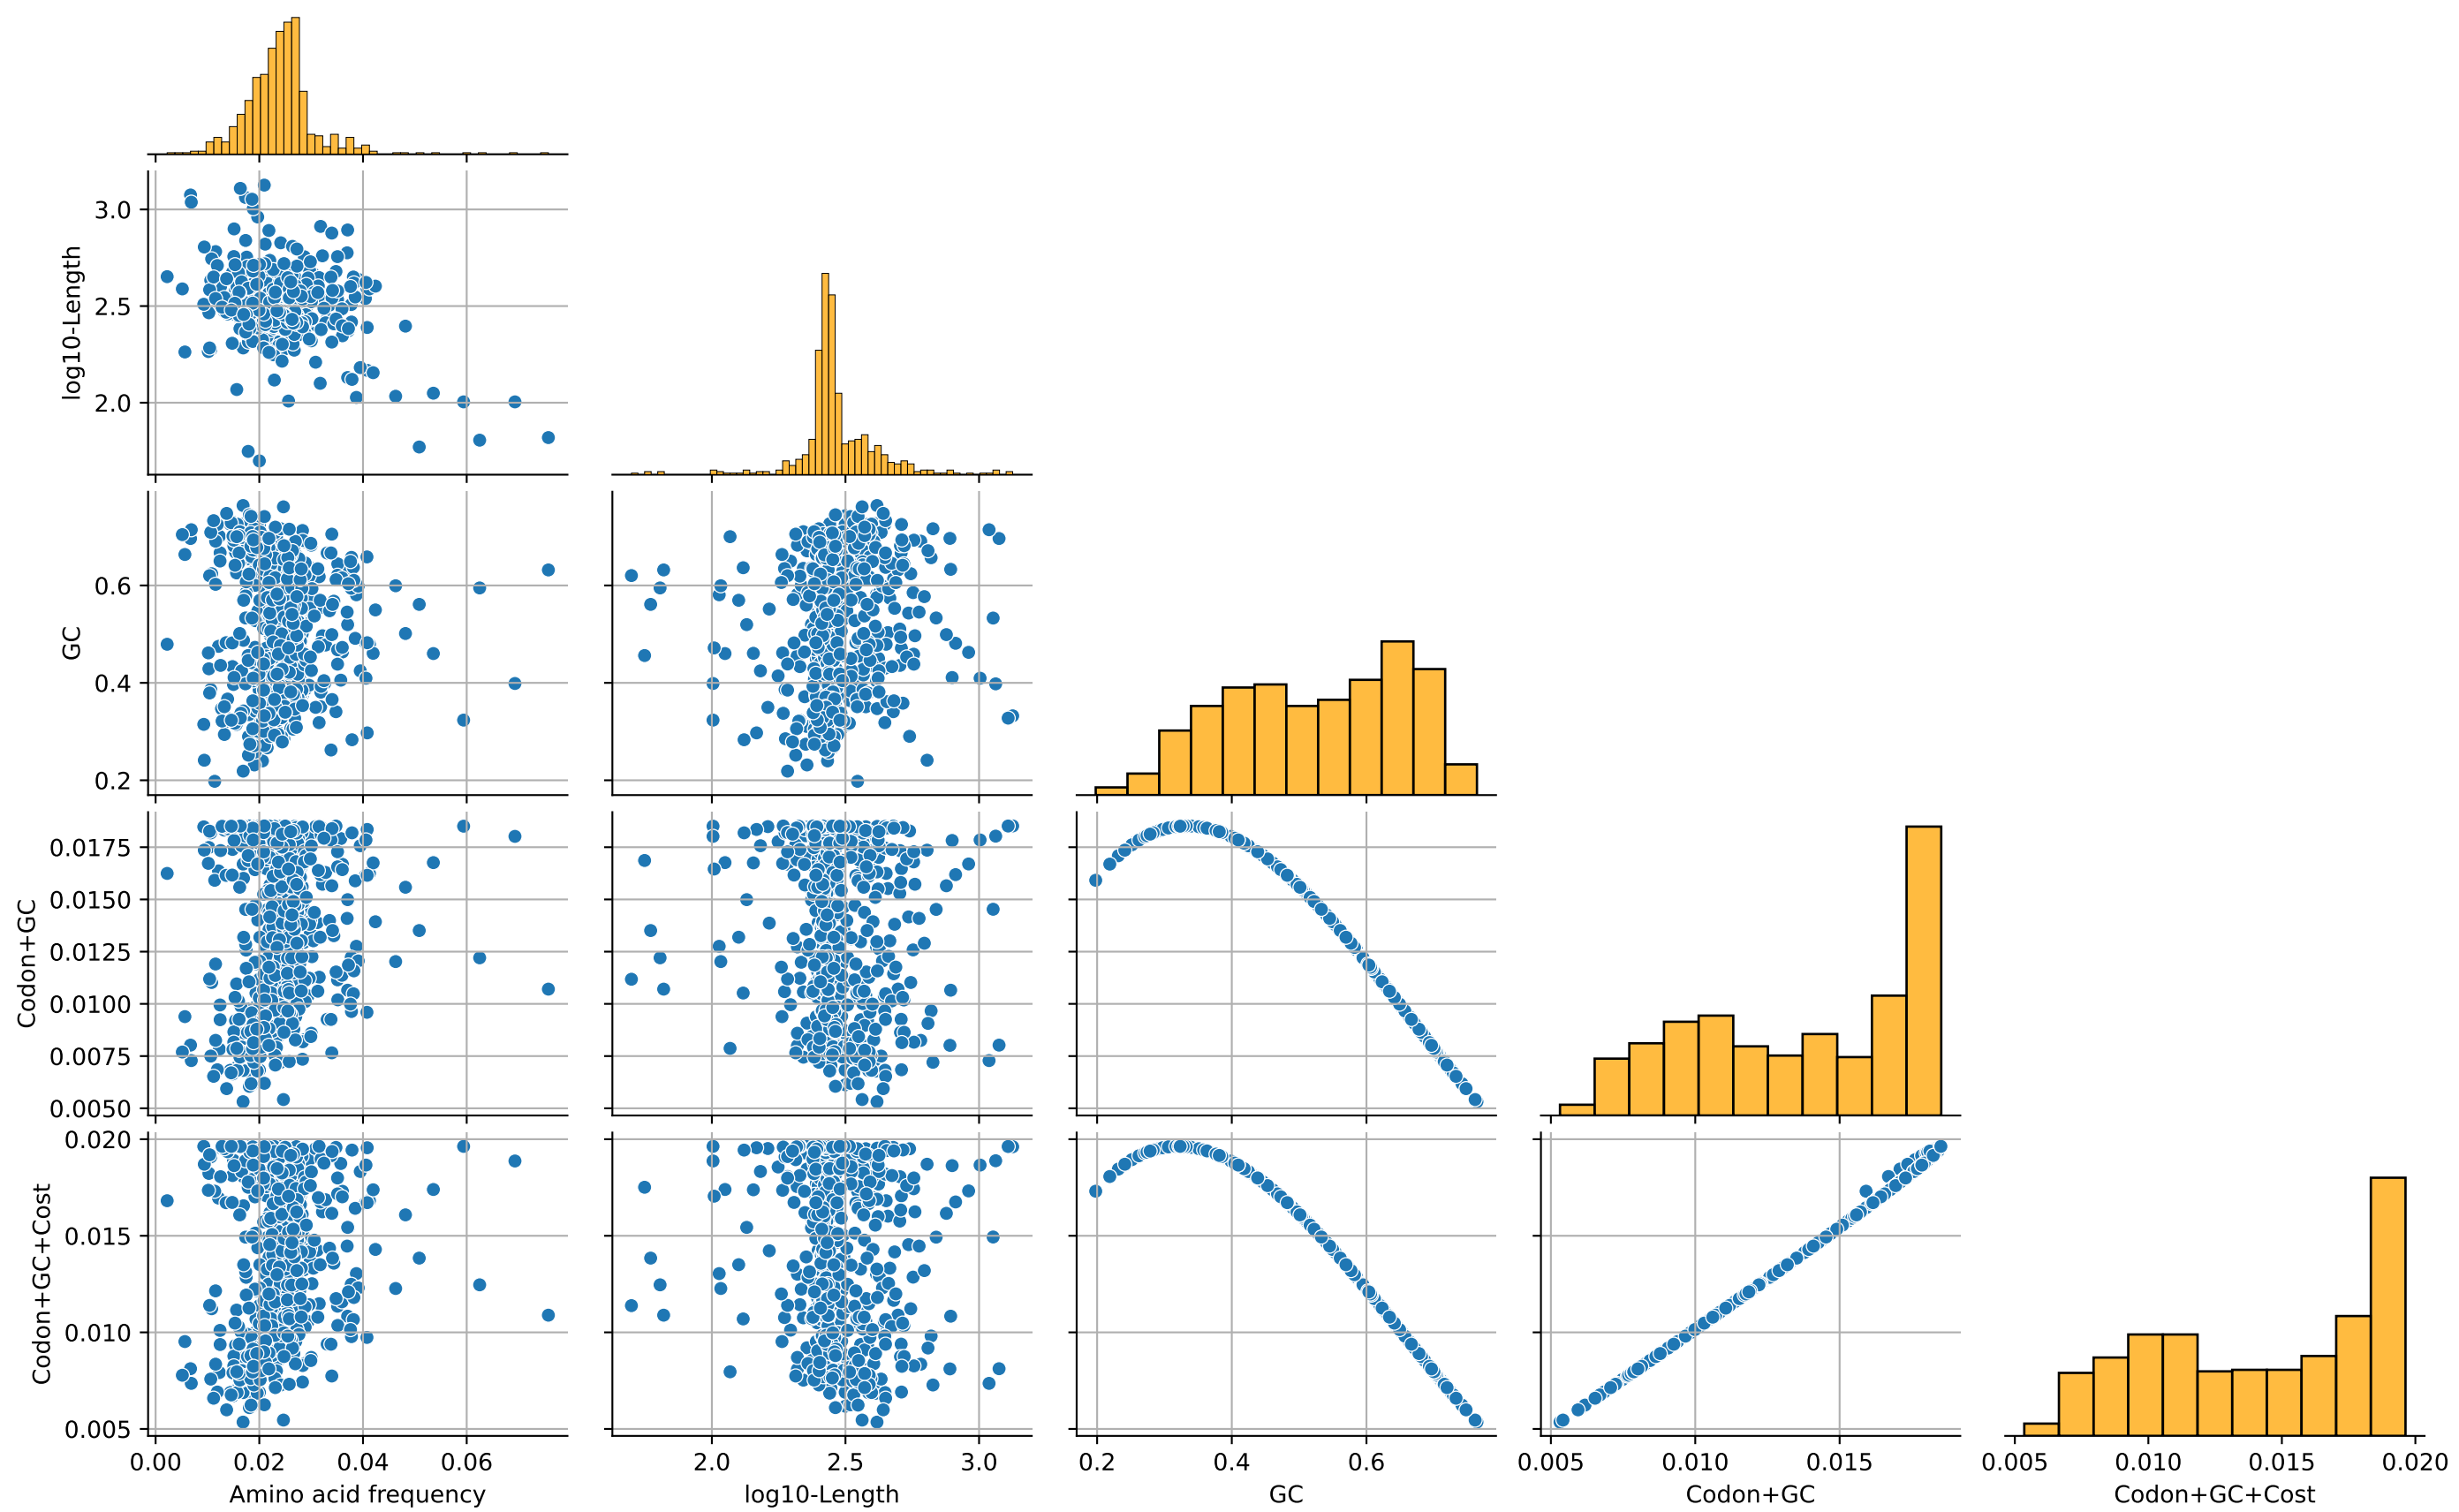 log10-Length
3.0
2.5
2.0
GC
0.6
0.4
0.2
Codon+GC
0.0175
0.0150
0.0125
0.0100
0.0075
0.0050
Codon+GC+Cost
0.020
0.015
0.010
0.005
0.00 0.02 0.04 0.06
2.0 2.5 3.0
0.2 0.4 0.6
0.005 0.010 0.015
0.005 0.010 0.015 0.020
Amino acid frequency
log10-Length
GC
Codon+GC
Codon+GC+Cost